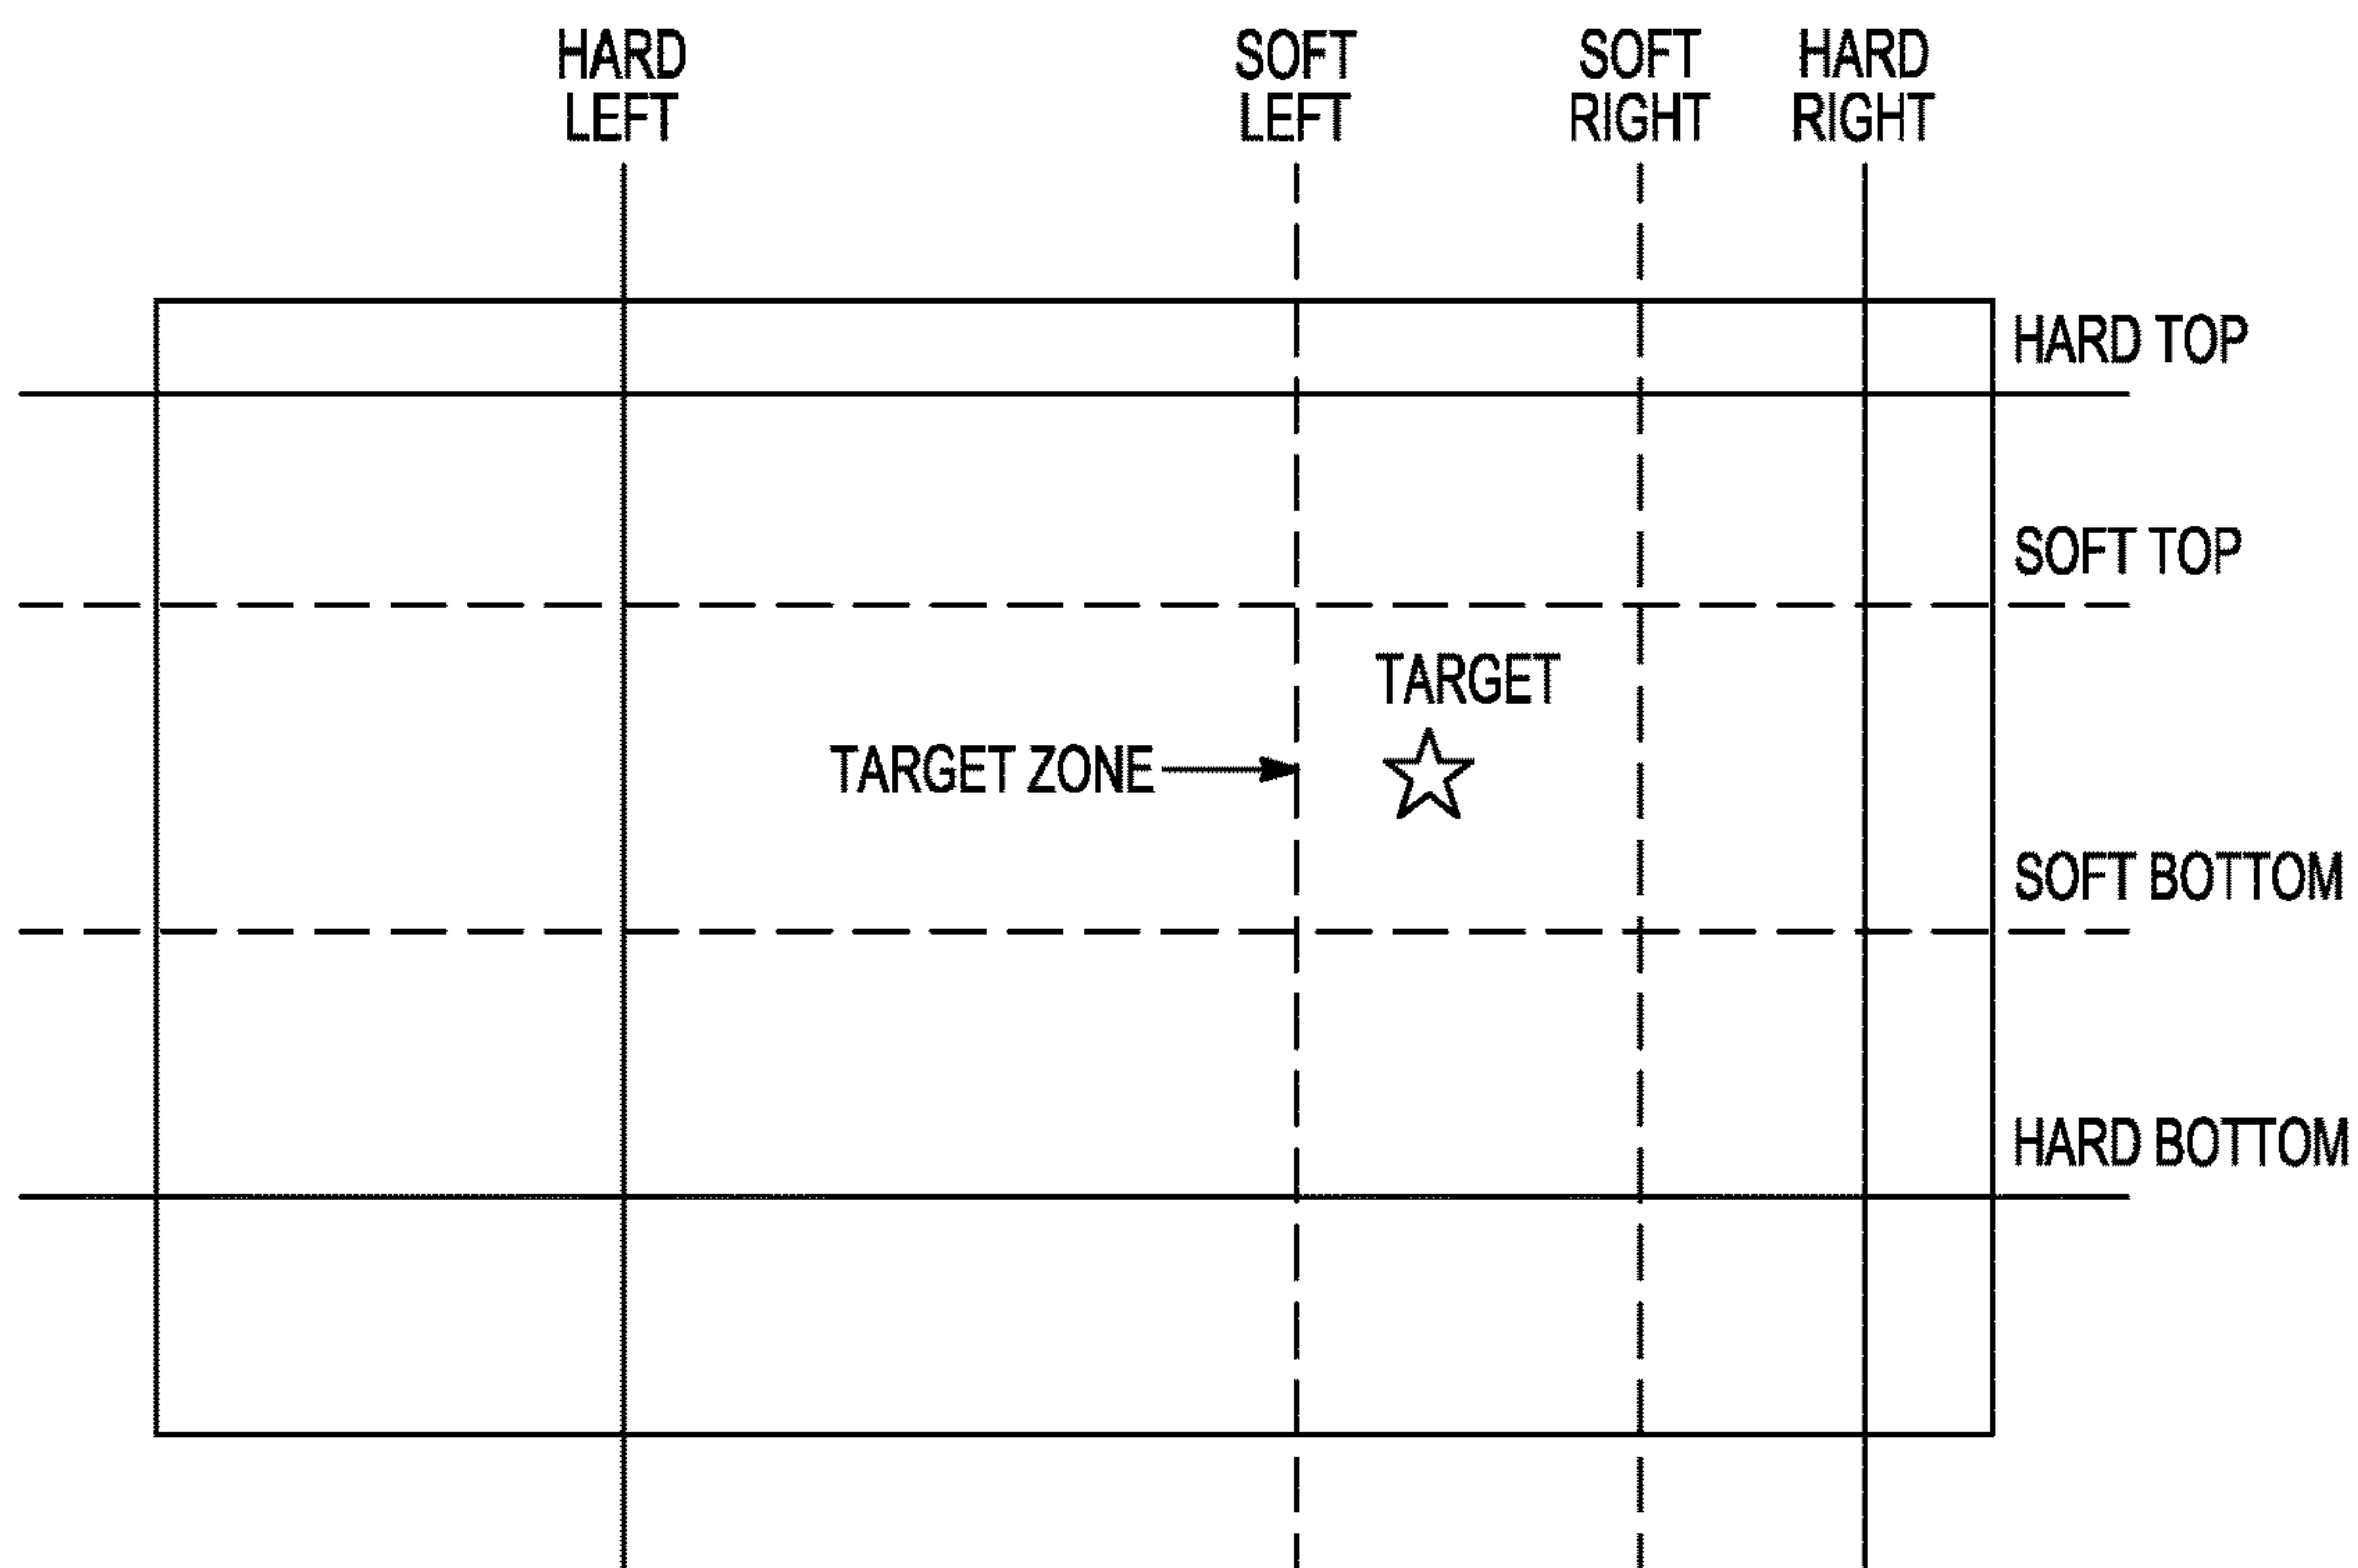 HARD
LEFT
SOFT
LEFT
SOFT
RIGHT
HARD
RIGHT
HARD TOP
SOFT TOP
TARGET
TARGET ZONE
SOFT BOTTOM
HARD BOTTOM